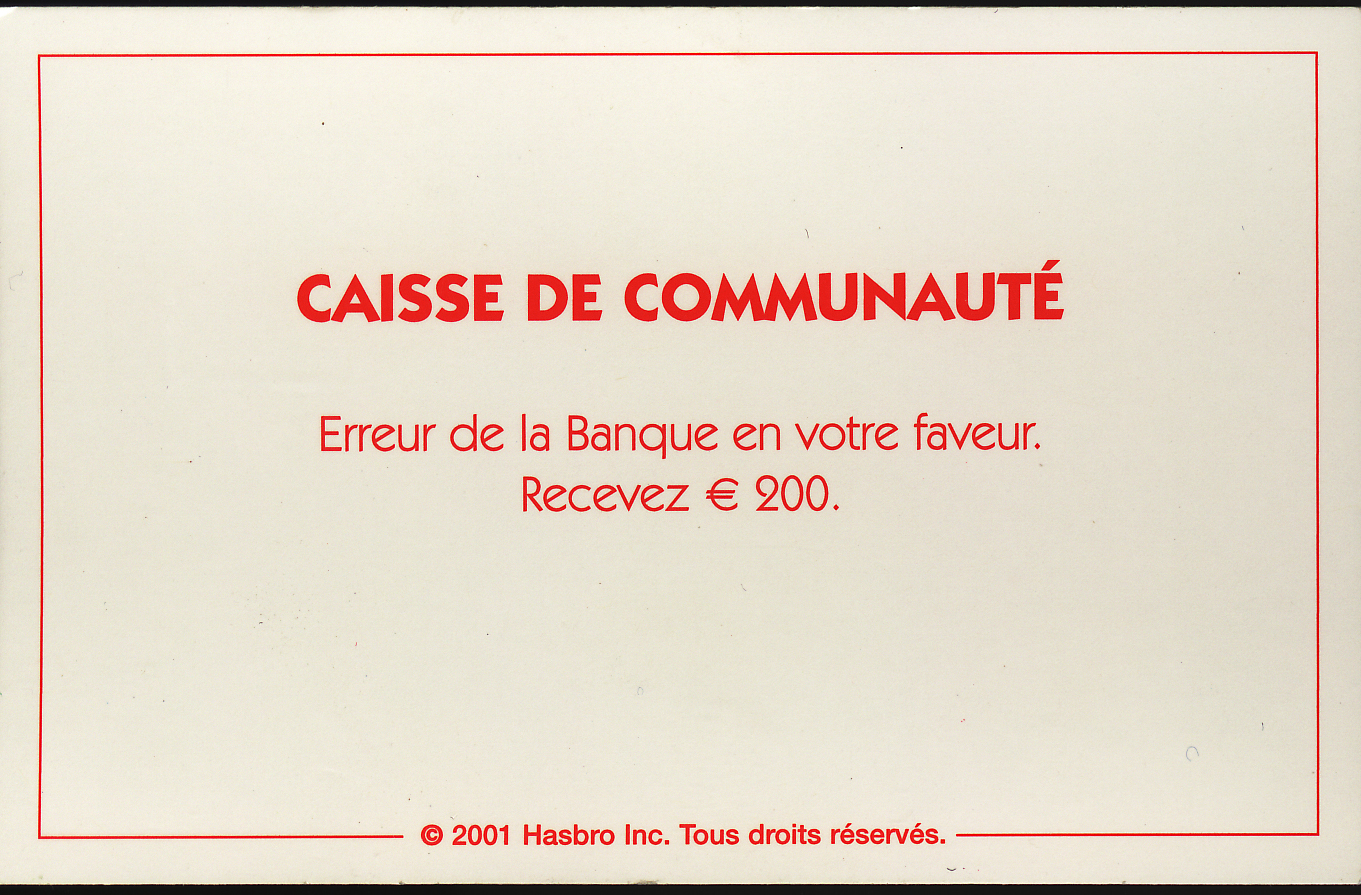 CAISSE DE COMMUNAUTÉ
Erreur de la Banque en votre faveur.
Recevez € 200.
© 2001 Hasbro Inc. Tous droits réservés.